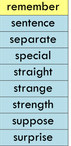 remember
sentence
separate
special
straight
strange
strength
suppose
surprise